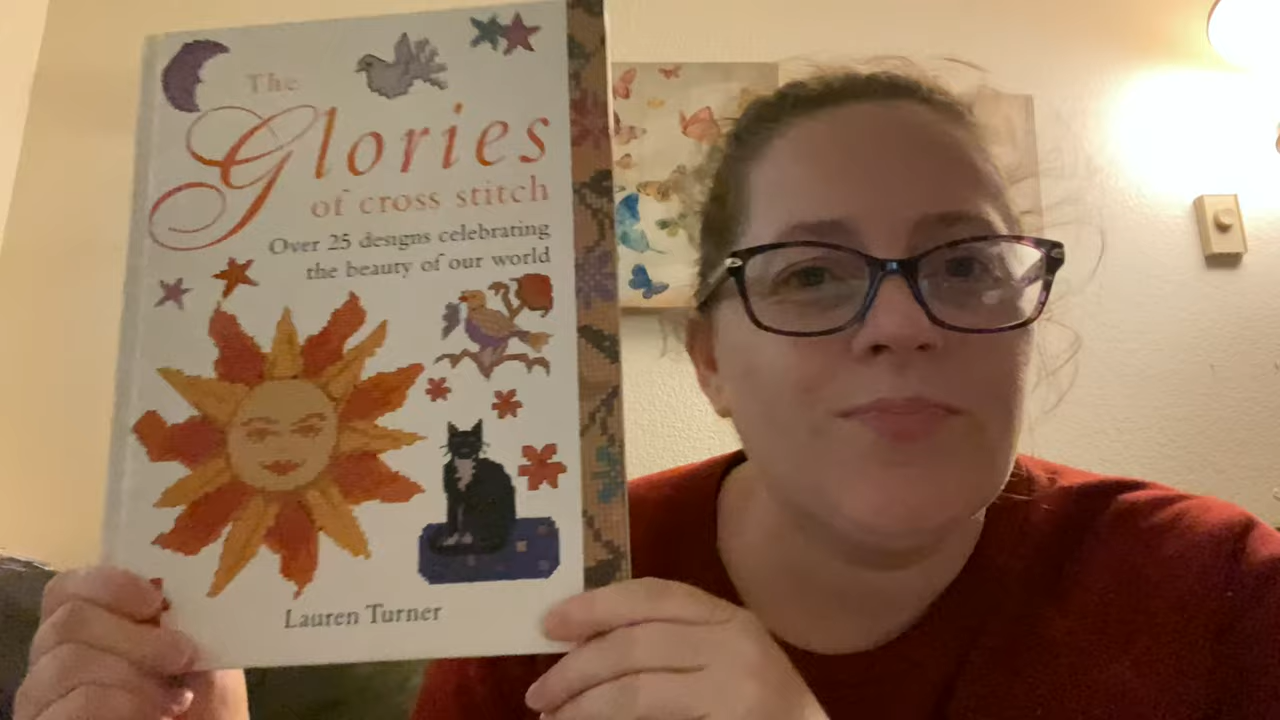 The
Glories
of cross stitch
Over 25 designs celebrating
the beauty of our world
Lauren Turner